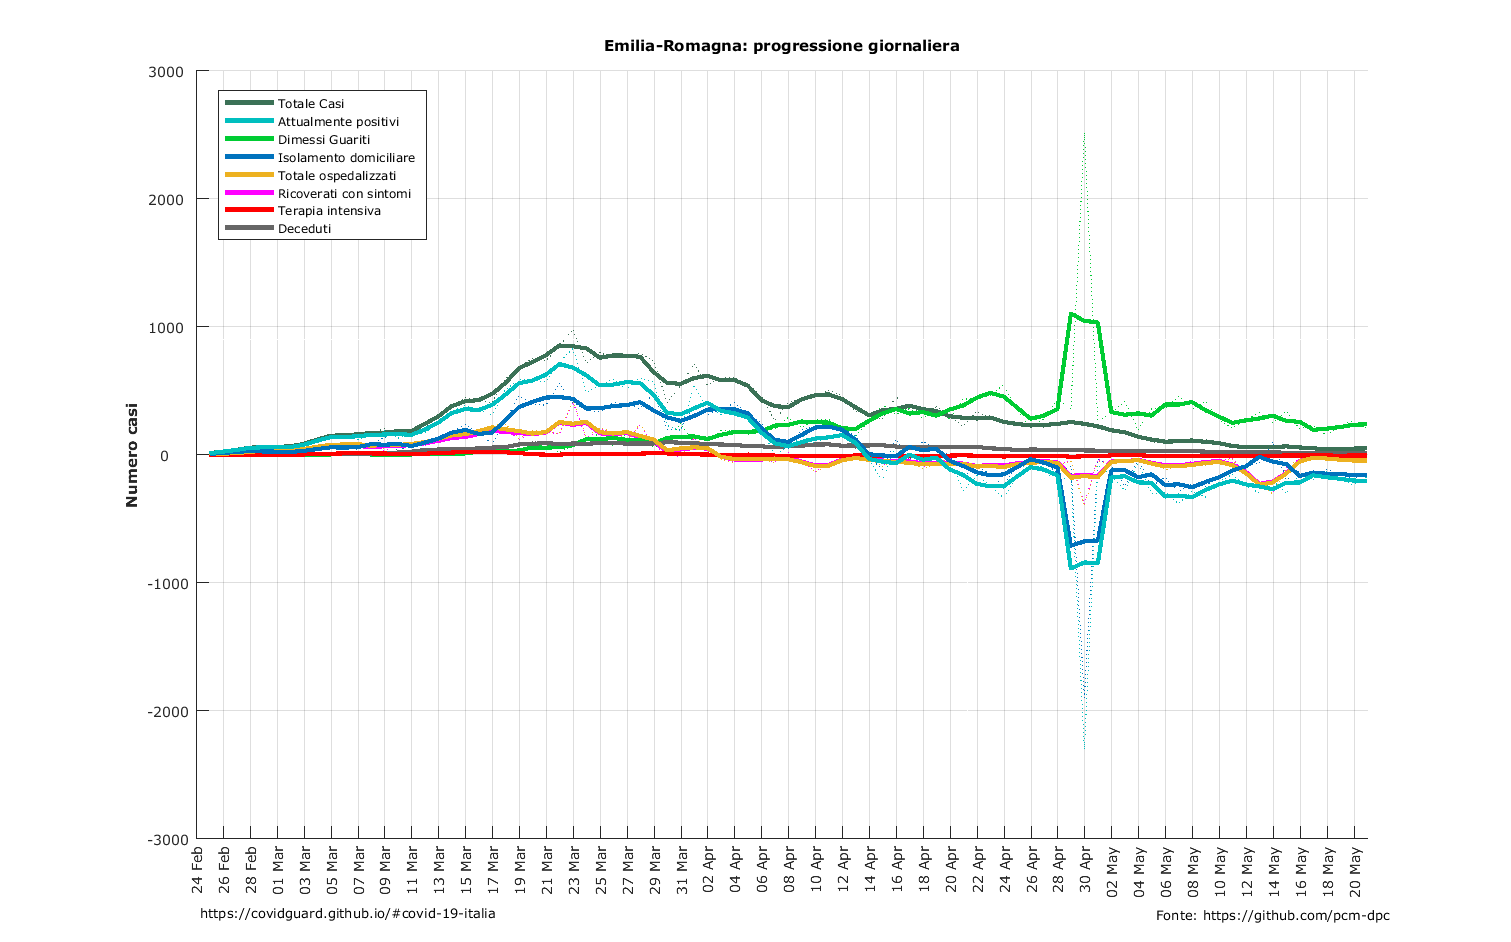 Emilia-Romagna: progressione giornaliera
3000
2000
1000
0
-1000
-2000
-3000
Numero casi
Totale Casi
Attualmente positivi
Dimessi Guariti
Isolamento domiciliare
Totale ospedalizzati
Ricoverati con sintomi
Terapia intensiva
Deceduti
24 Feb
26 Feb
28 Feb
01 Mar
03 Mar
05 Mar
07 Mar
09 Mar
11 Mar
13 Mar
15 Mar
17 Mar
19 Mar
21 Mar
23 Mar
25 Mar
27 Mar
29 Mar
31 Mar
02 Apr
04 Apr
06 Apr
08 Apr
10 Apr
12 Apr
14 Apr
16 Apr
18 Apr
20 Apr
22 Apr
24 Apr
26 Apr
28 Apr
30 Apr
02 May
04 May
06 May
08 May
10 May
12 May
14 May
16 May
18 May
20 May
https://covidguard.github.io/#covid-19-italia
Fonte: https://github.com/pcm-dpc